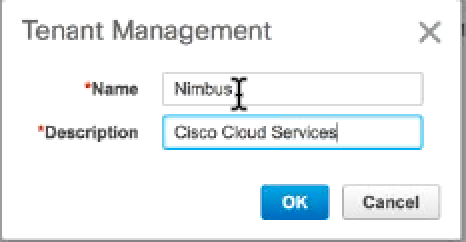 Tenant Management
*Name Nimbus
*Description Cisco Cloud Services
OK Cancel